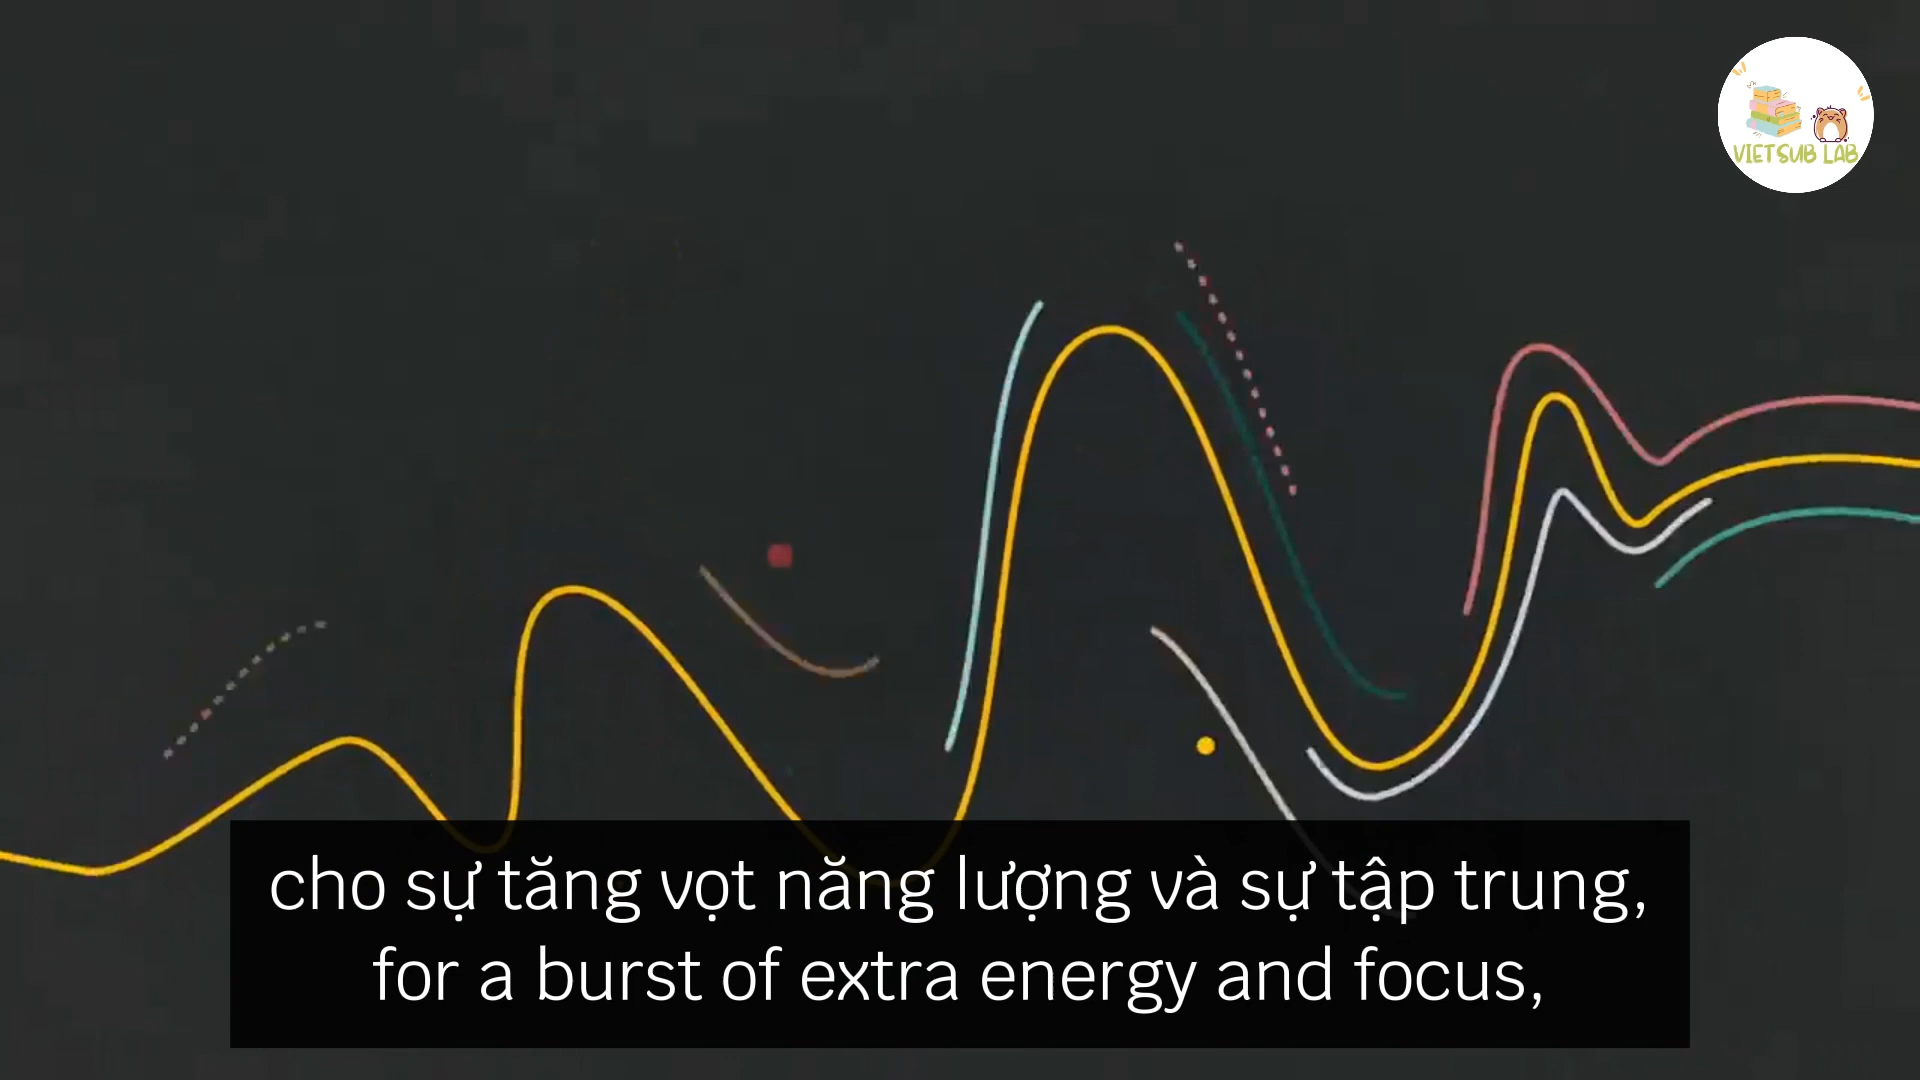 VIETSUB LAB
cho sự tăng vọt năng lượng và sự tập trung,
for a burst of extra energy and focus,